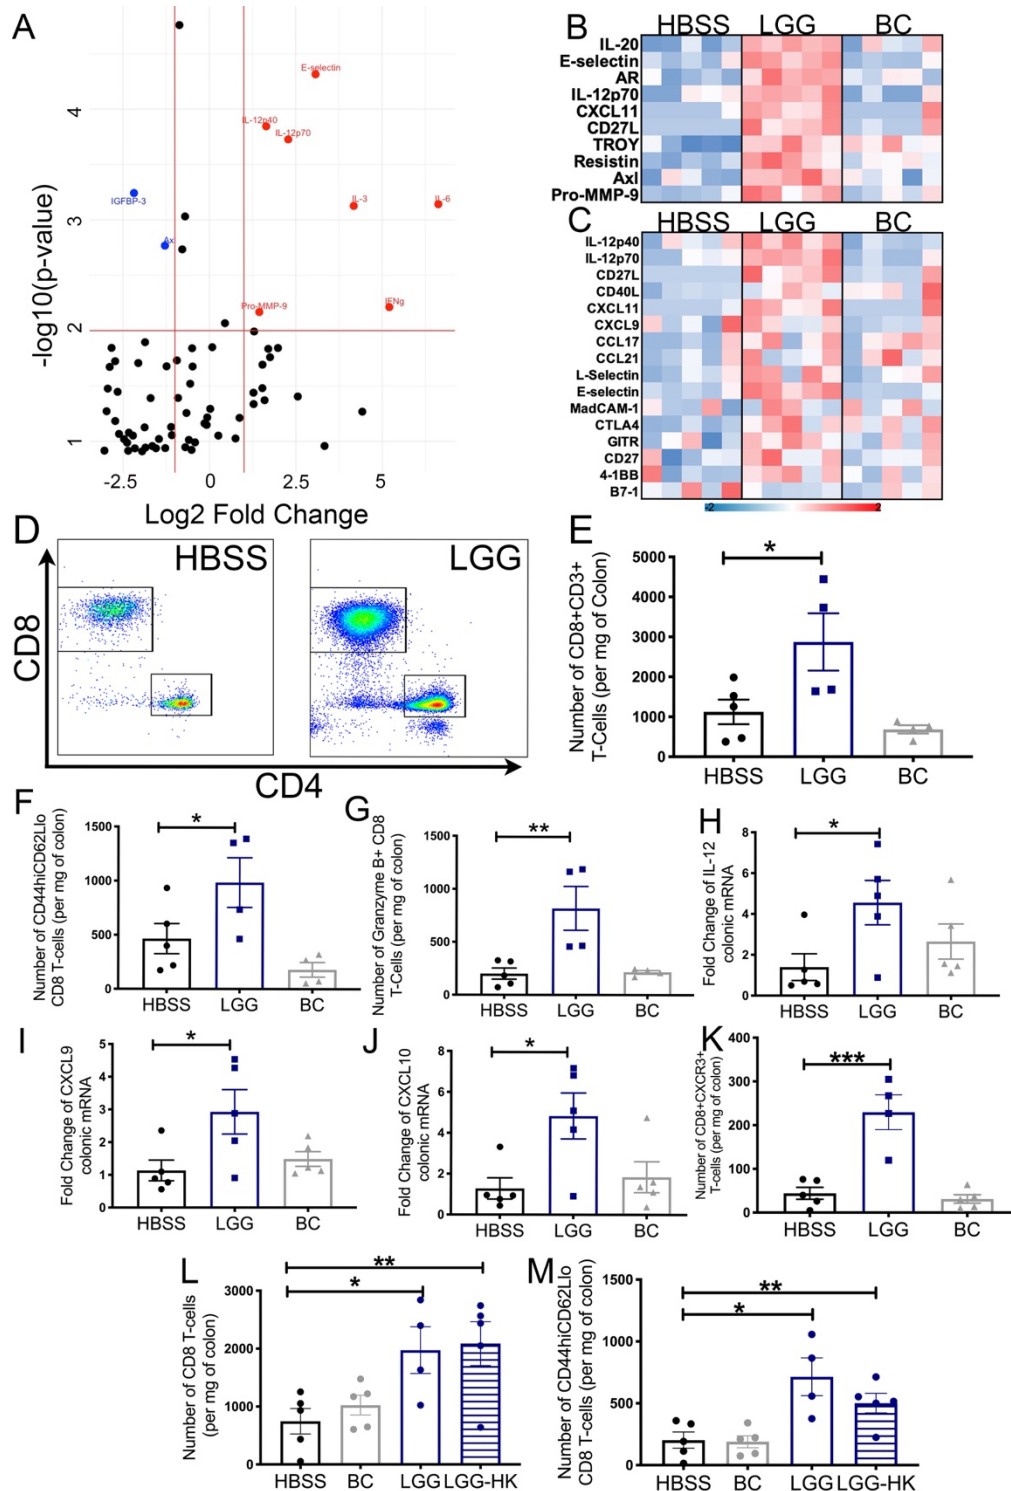 A
-log10(p-value)
4
3
2
1
E-selectin
IL-12p40
IL-12p70
IL-3
IL-6
IGFBP-3
Pro-MMP-9
IFNg
-2.5 0 2.5 5
Log2 Fold Change
B
HBSS LGG BC
IL-20
E-selectin
AR
IL-12p70
CXCL11
CD27L
TROY
Resistin
Axl
Pro-MMP-9
C
HBSS LGG BC
IL-12p40
IL-12p70
CD27L
CD40L
CXCL11
CXCL9
CCL17
CCL21
L-Selectin
E-selectin
MadCAM-1
CTLA4
GITR
CD27
4-1BB
B7-1
-2 2
D
HBSS LGG
CD8
CD4
E
Number of CD8+CD3+
T-Cells (per mg of Colon)
5000
4000
3000
2000
1000
0
*
HBSS LGG BC
F
Number of CD44hiCD62Llo
CD8 T-cells (per mg of colon)
1500
1000
500
0
*
HBSS LGG BC
G
Number of Granzyme B+ CD8
T-Cells (per mg of colon)
1500
1000
500
0
**
HBSS LGG BC
H
Fold Change of IL-12
colonic mRNA
8
6
4
2
0
*
HBSS LGG BC
I
Fold Change of CXCL9
colonic mRNA
5
4
3
2
1
0
*
HBSS LGG BC
J
Fold Change of CXCL10
colonic mRNA
8
6
4
2
0
*
HBSS LGG BC
K
Number of CD8+CXCR3+
T-cells (per mg of colon)
400
300
200
100
0
***
HBSS LGG BC
L
Number of CD8 T-cells
(per mg of colon)
3000
2000
1000
0
**
*
HBSS BC LGG LGG-HK
M
Number of CD44hiCD62Llo
CD8 T-cells (per mg of colon)
1500
1000
500
0
**
*
HBSS BC LGG LGG-HK